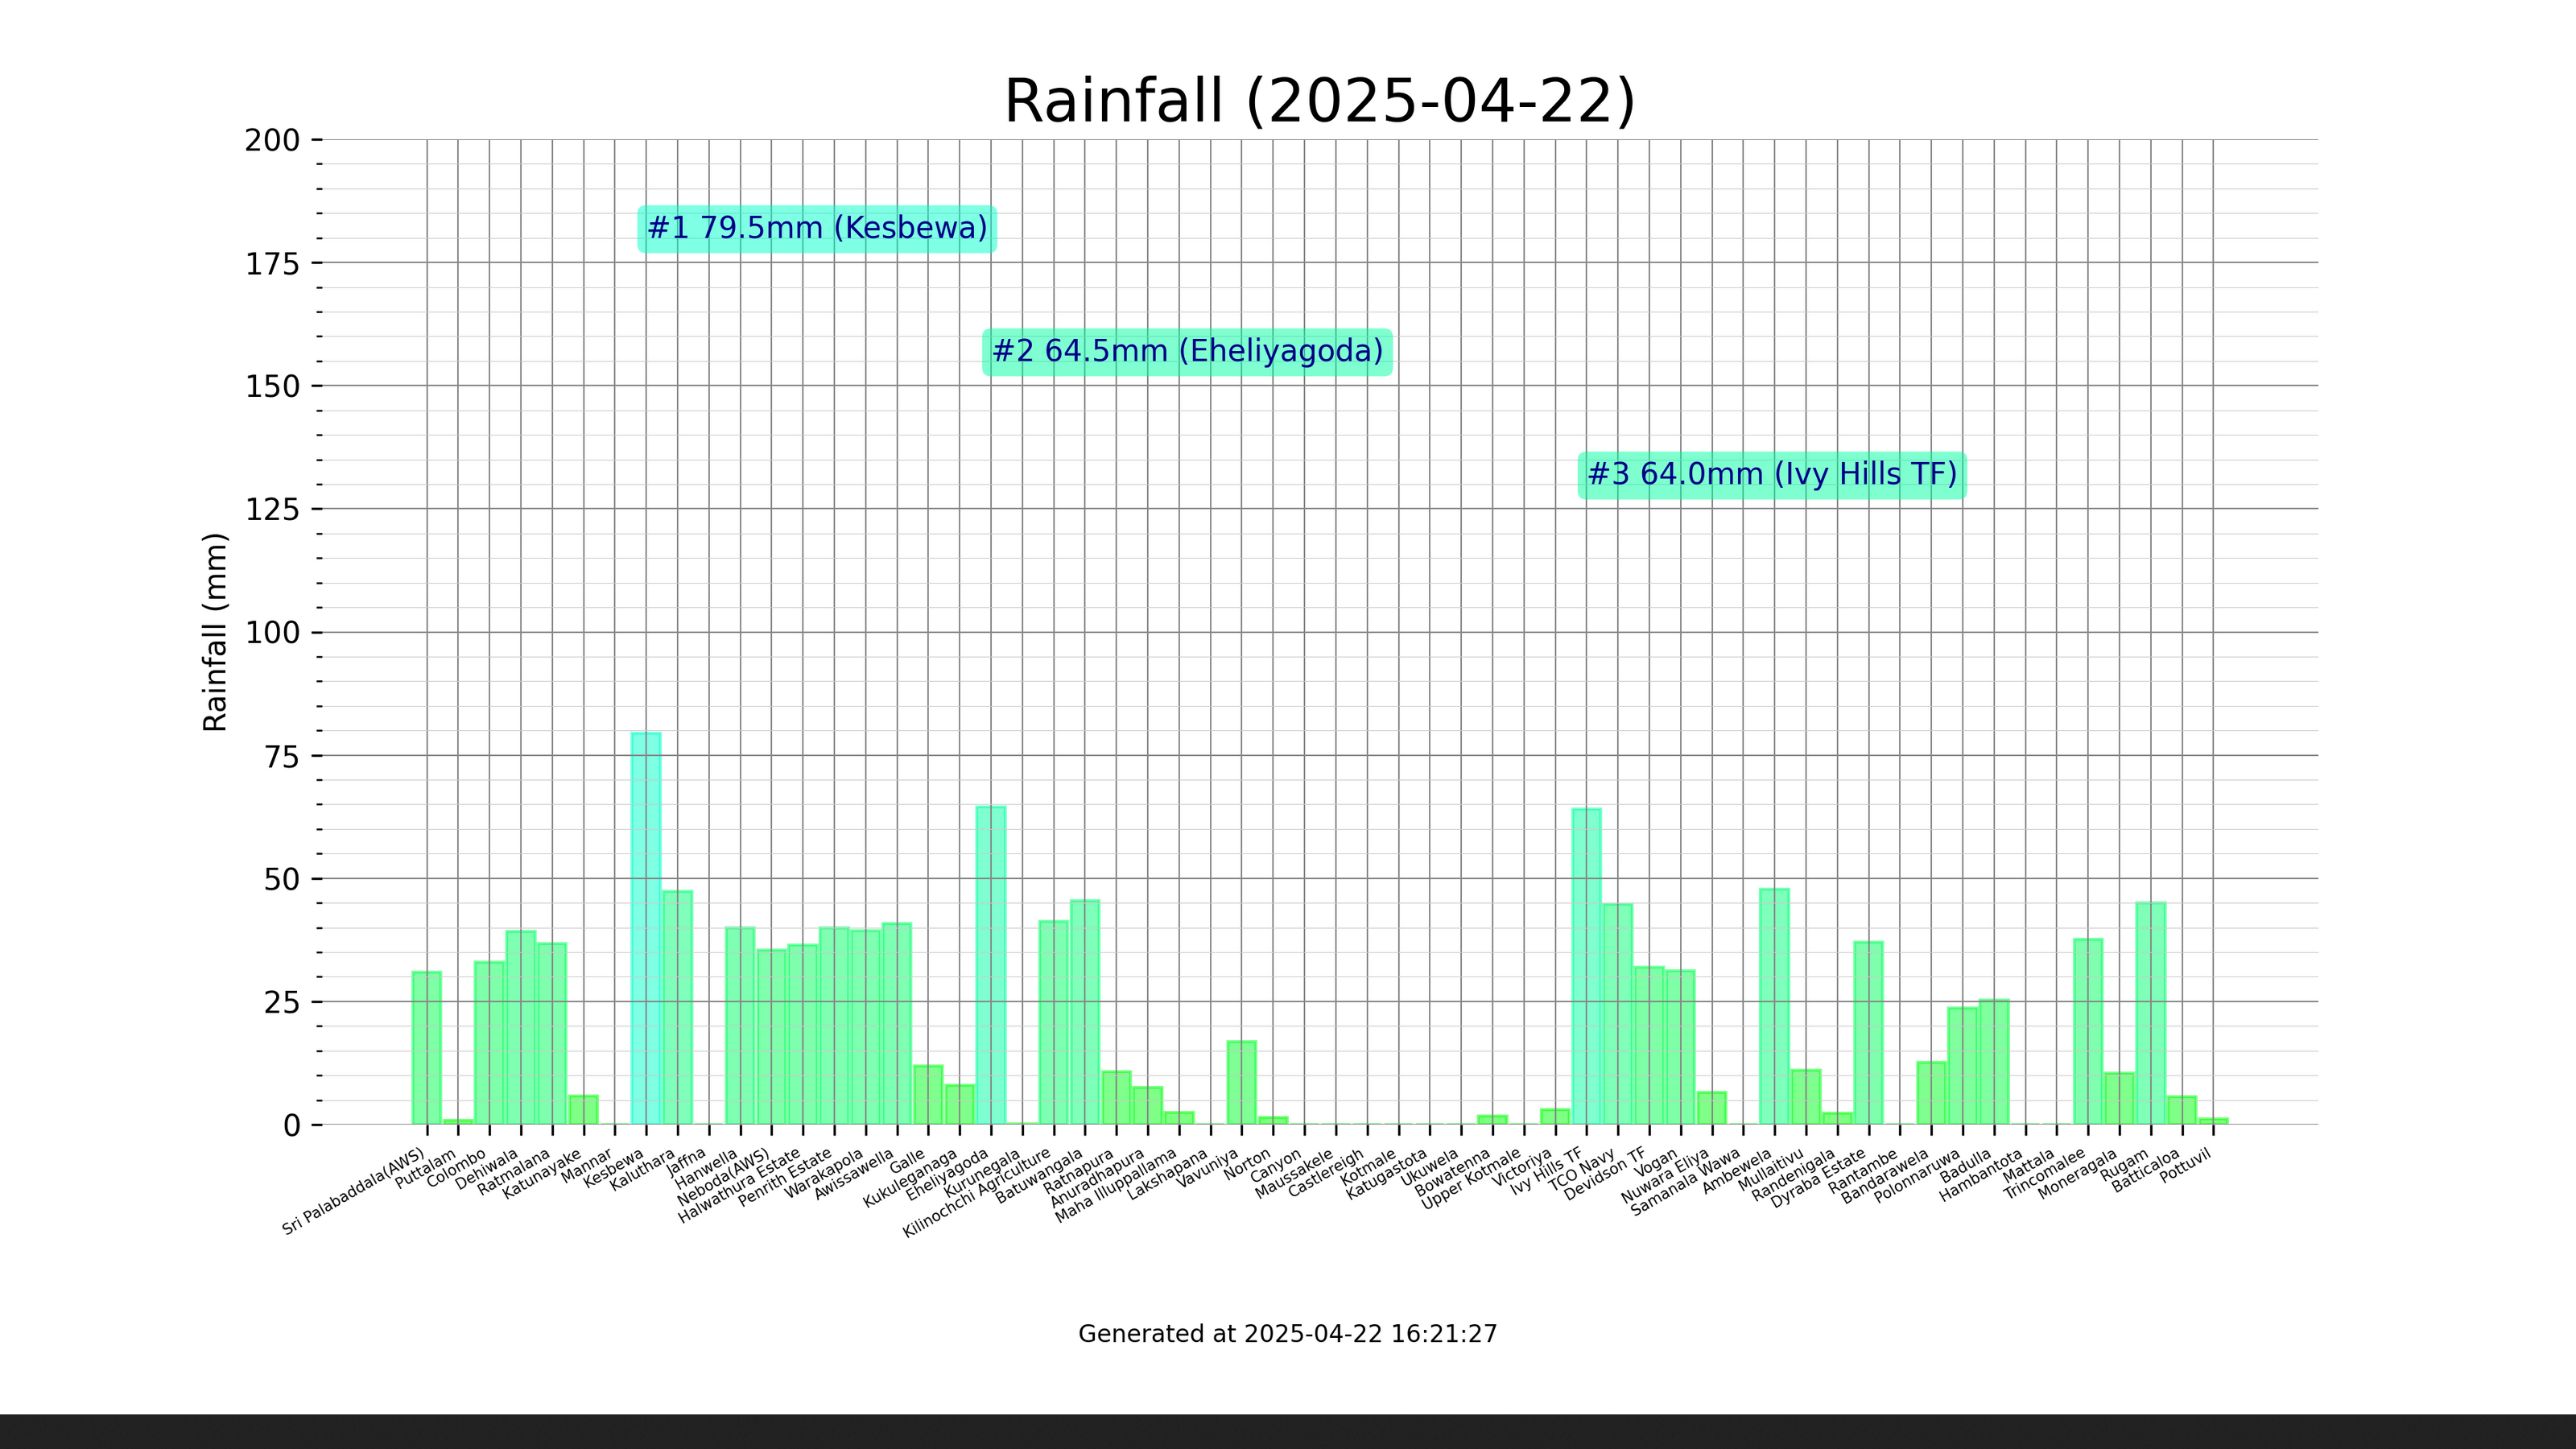 Rainfall (2025-04-22)
200
175
150
125
100
75
50
25
0
Rainfall (mm)
#1 79.5mm (Kesbewa)
#2 64.5mm (Eheliyagoda)
#3 64.0mm (Ivy Hills TF)
Sri Palabaddala(AWS)
Puttalam
Colombo
Dehiwala
Ratmalana
Katunayake
Mannar
Kesbewa
Kaluthara
Jaffna
Hanwella
Neboda(AWS)
Halwathura Estate
Penrith Estate
Warakapola
Awissawella
Galle
Kukuleganaga
Eheliyagoda
Kurunegala
Kilinochchi Agriculture
Batuwangala
Ratnapura
Anuradhapura
Maha Illuppallama
Lakshapana
Vavuniya
Norton
Canyon
Maussakele
Castlereigh
Kotmale
Katugastota
Ukuwela
Bowatenna
Upper Kotmale
Victoriya
Ivy Hills TF
TCO Navy
Devidson TF
Vogan
Nuwara Eliya
Samanala Wawa
Ambewela
Mullaitivu
Randenigala
Dyraba Estate
Rantambe
Bandarawela
Polonnaruwa
Badulla
Hambantota
Mattala
Trincomalee
Moneragala
Rugam
Batticaloa
Pottuvil
Generated at 2025-04-22 16:21:27